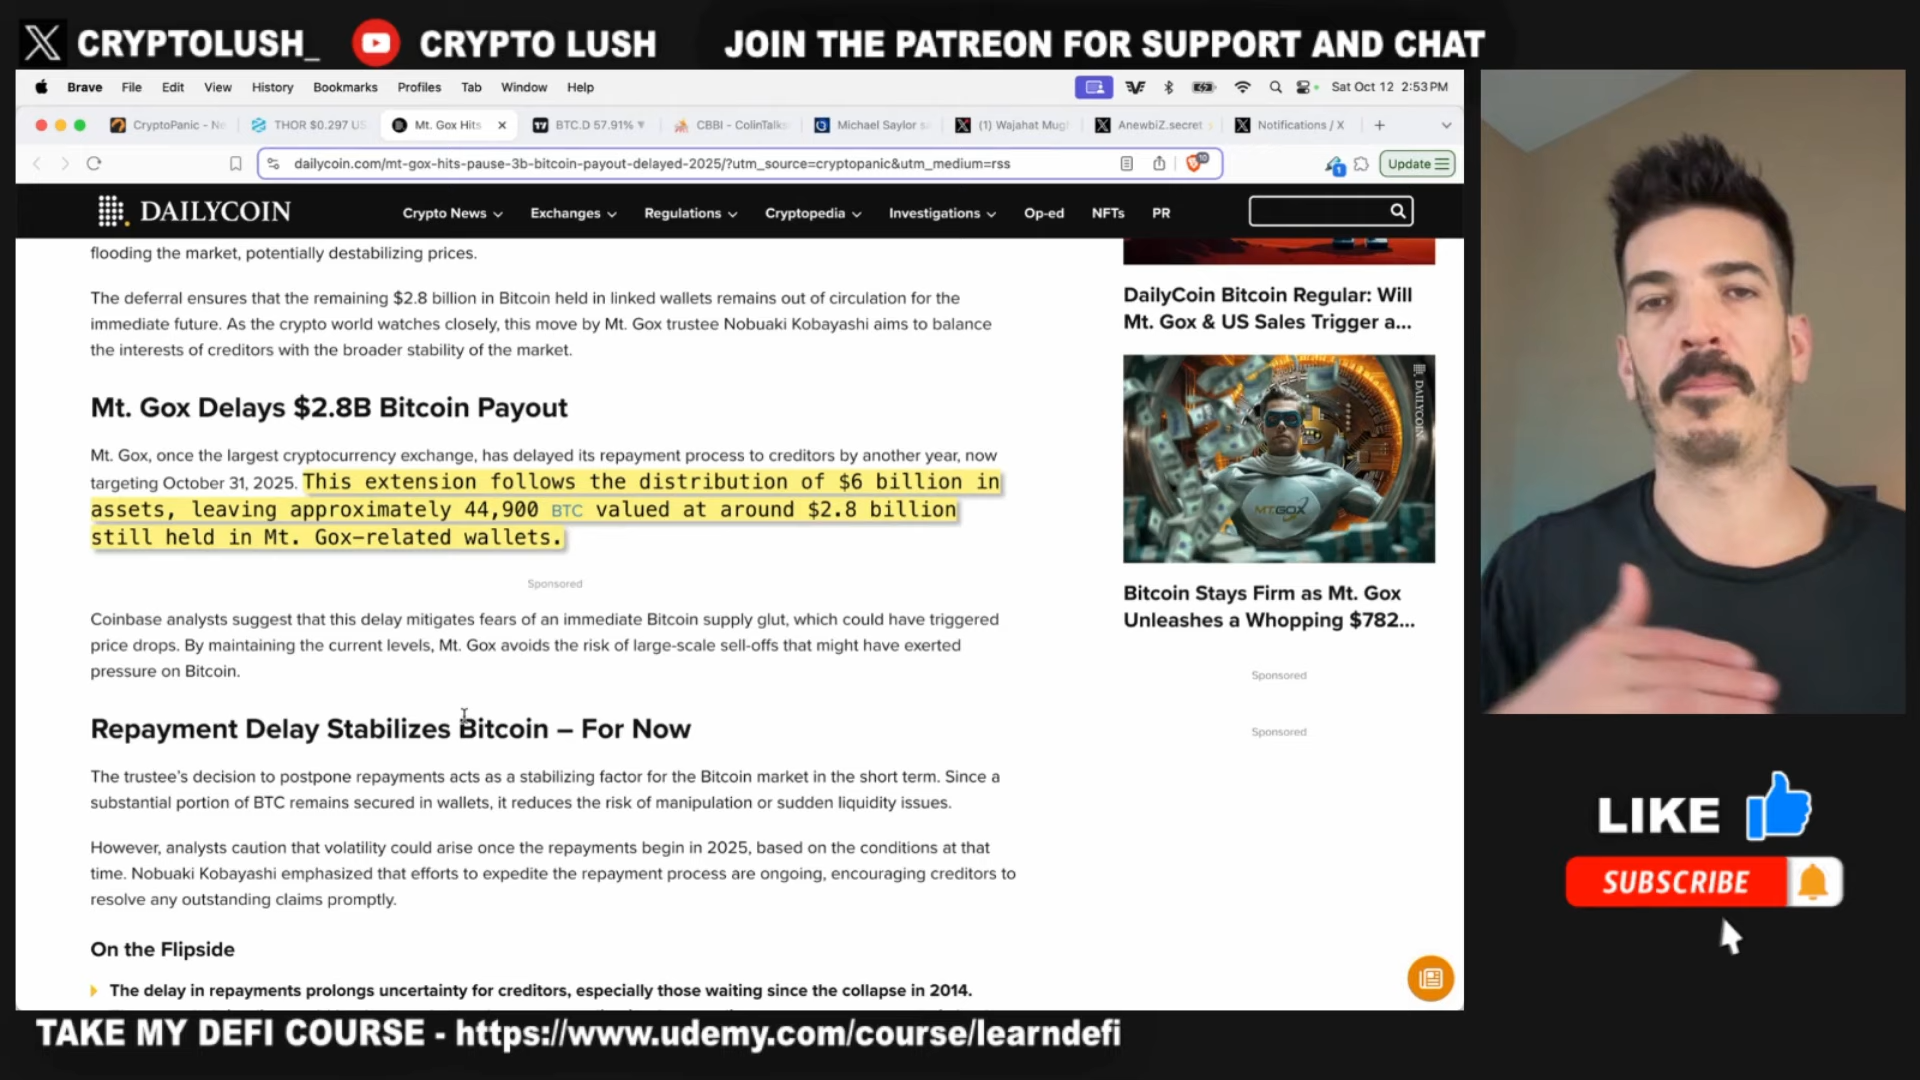 CRYPTOLUSH_ CRYPTO LUSH JOIN THE PATREON FOR SUPPORT AND CHAT
Brave File Edit View History Bookmarks Profiles Tab Window Help Sat Oct 12 2:53 PM
CryptoPanic - Ne THOR $0.297 US Mt. Gox Hits BTC.D 57.91% ▼ CBBI - ColinTalks Michael Saylor sa (1) Wajahat Mugh AnewbiZ.secret Notifications / X
dailycoin.com/mt-gox-hits-pause-3b-bitcoin-payout-delayed-2025/?utm_source=cryptopanic&utm_medium=rss 10 1 Update
DAILYCOIN Crypto News Exchanges Regulations Cryptopedia Investigations Op-ed NFTs PR
flooding the market, potentially destabilizing prices.
The deferral ensures that the remaining $2.8 billion in Bitcoin held in linked wallets remains out of circulation for the
immediate future. As the crypto world watches closely, this move by Mt. Gox trustee Nobuaki Kobayashi aims to balance
the interests of creditors with the broader stability of the market.
Mt. Gox Delays $2.8B Bitcoin Payout
Mt. Gox, once the largest cryptocurrency exchange, has delayed its repayment process to creditors by another year, now
targeting October 31, 2025. This extension follows the distribution of $6 billion in
assets, leaving approximately 44,900 BTC valued at around $2.8 billion
still held in Mt. Gox-related wallets.
Sponsored
Coinbase analysts suggest that this delay mitigates fears of an immediate Bitcoin supply glut, which could have triggered
price drops. By maintaining the current levels, Mt. Gox avoids the risk of large-scale sell-offs that might have exerted
pressure on Bitcoin.
Repayment Delay Stabilizes Bitcoin – For Now
The trustee's decision to postpone repayments acts as a stabilizing factor for the Bitcoin market in the short term. Since a
substantial portion of BTC remains secured in wallets, it reduces the risk of manipulation or sudden liquidity issues.
However, analysts caution that volatility could arise once the repayments begin in 2025, based on the conditions at that
time. Nobuaki Kobayashi emphasized that efforts to expedite the repayment process are ongoing, encouraging creditors to
resolve any outstanding claims promptly.
On the Flipside
The delay in repayments prolongs uncertainty for creditors, especially those waiting since the collapse in 2014.
DailyCoin Bitcoin Regular: Will
Mt. Gox & US Sales Trigger a...
DAILYCOIN
MT.GOX
Bitcoin Stays Firm as Mt. Gox
Unleashes a Whopping $782...
Sponsored
Sponsored
LIKE
SUBSCRIBE
TAKE MY DEFI COURSE - https://www.udemy.com/course/learndefi